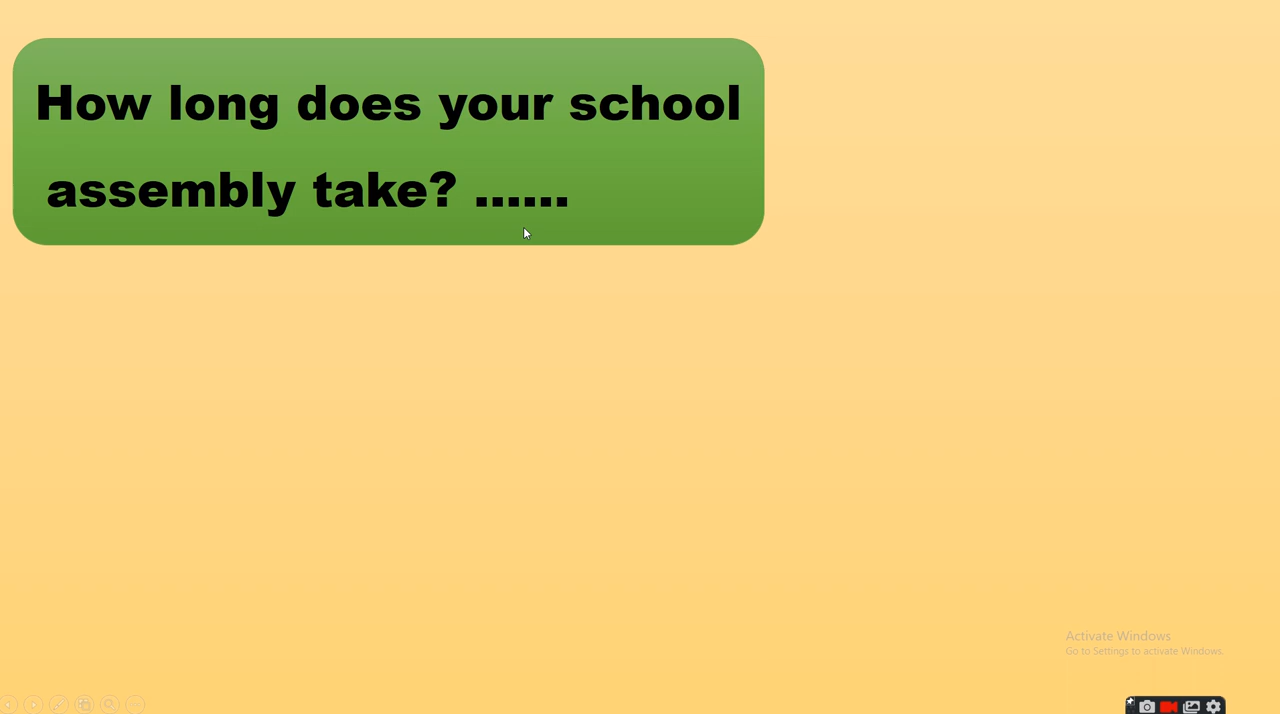 How long does your school
assembly take? ......
Activate Windows
Go to Settings to activate Windows.